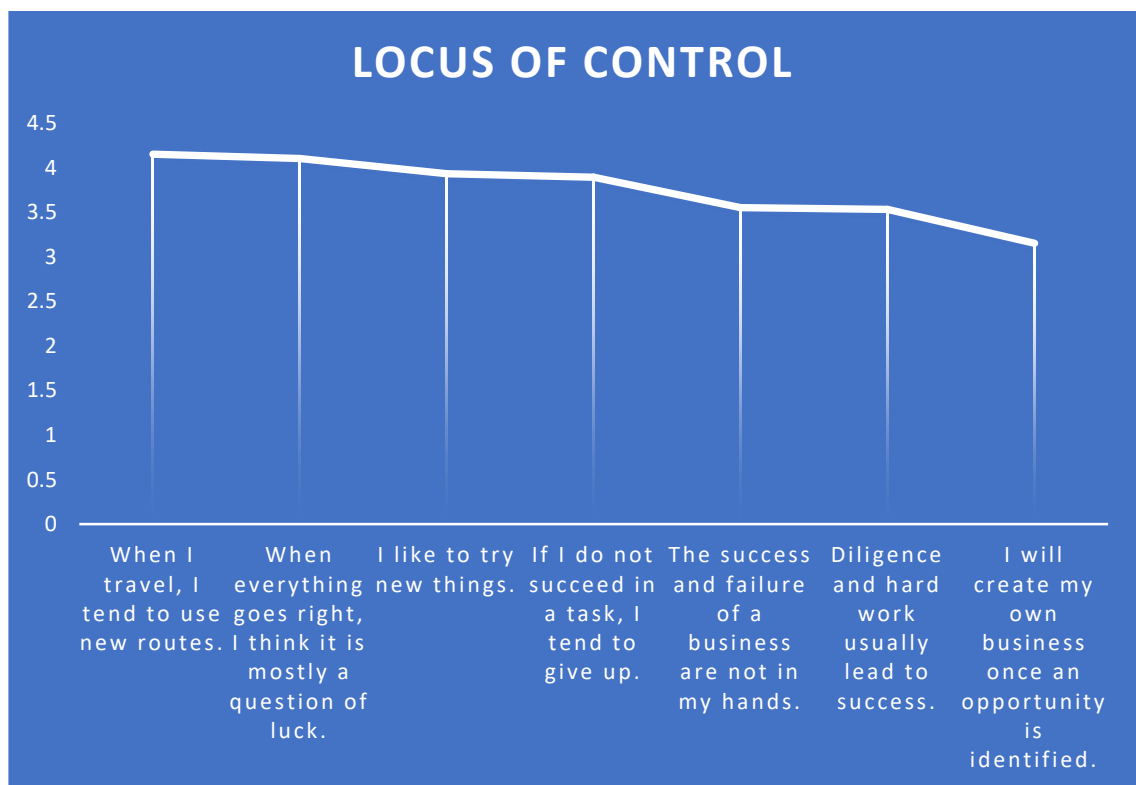 LOCUS OF CONTROL
4.5
4
3.5
3
2.5
2
1.5
1
0.5
0
When I
travel, I
tend to use
new routes.
When
everything
goes right,
I think it is
mostly a
question of
luck.
I like to try
new things.
If I do not
succeed in
a task, I
tend to
give up.
The success
and failure
of a
business
are not in
my hands.
Diligence
and hard
work
usually
lead to
success.
I will
create my
own
business
once an
opportunity
is
identified.